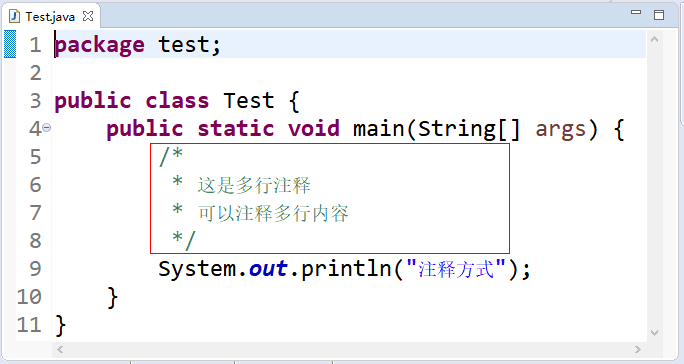 Test.java
1 package test;
2
3 public class Test {
4     public static void main(String[] args) {
5         /*
6          * 这是多行注释
7          * 可以注释多行内容
8          */
9         System.out.println("注释方式");
10     }
11 }